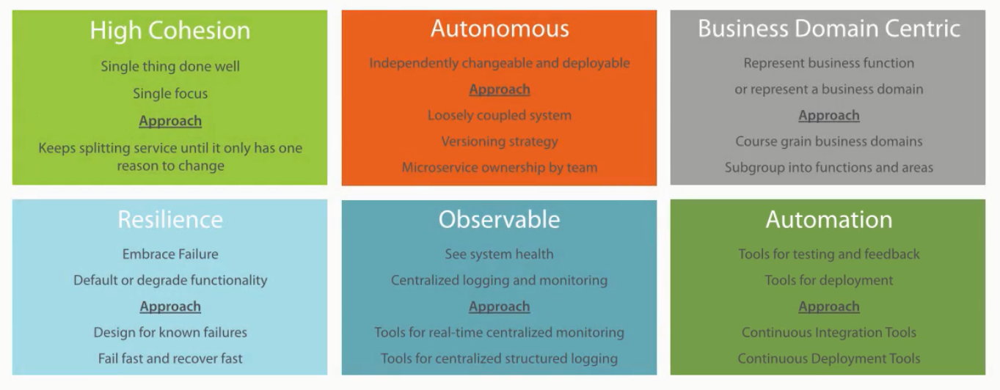 High Cohesion
Single thing done well
Single focus
Approach
Keeps splitting service until it only has one
reason to change
Autonomous
Independently changeable and deployable
Approach
Loosely coupled system
Versioning strategy
Microservice ownership by team
Business Domain Centric
Represent business function
or represent a business domain
Approach
Course grain business domains
Subgroup into functions and areas
Resilience
Embrace Failure
Default or degrade functionality
Approach
Design for known failures
Fail fast and recover fast
Observable
See system health
Centralized logging and monitoring
Approach
Tools for real-time centralized monitoring
Tools for centralized structured logging
Automation
Tools for testing and feedback
Tools for deployment
Approach
Continuous Integration Tools
Continuous Deployment Tools